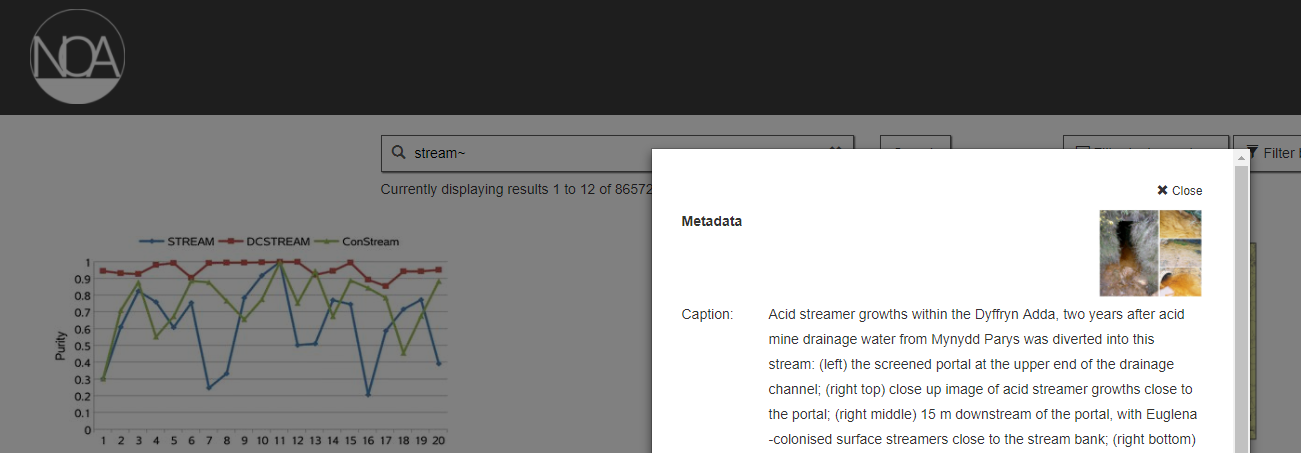 NOA
stream~
Filter
Currently displaying results 1 to 12 of 86572
Close
Metadata
STREAM DCSTREAM ConStream
1
0.9
0.8
0.7
0.6
0.5
0.4
0.3
0.2
0.1
0
Purity
1 2 3 4 5 6 7 8 9 10 11 12 13 14 15 16 17 18 19 20
Caption: Acid streamer growths within the Dyffryn Adda, two years after acid
mine drainage water from Mynydd Parys was diverted into this
stream: (left) the screened portal at the upper end of the drainage
channel; (right top) close up image of acid streamer growths close to
the portal; (right middle) 15 m downstream of the portal, with Euglena
-colonised surface streamers close to the stream bank; (right bottom)